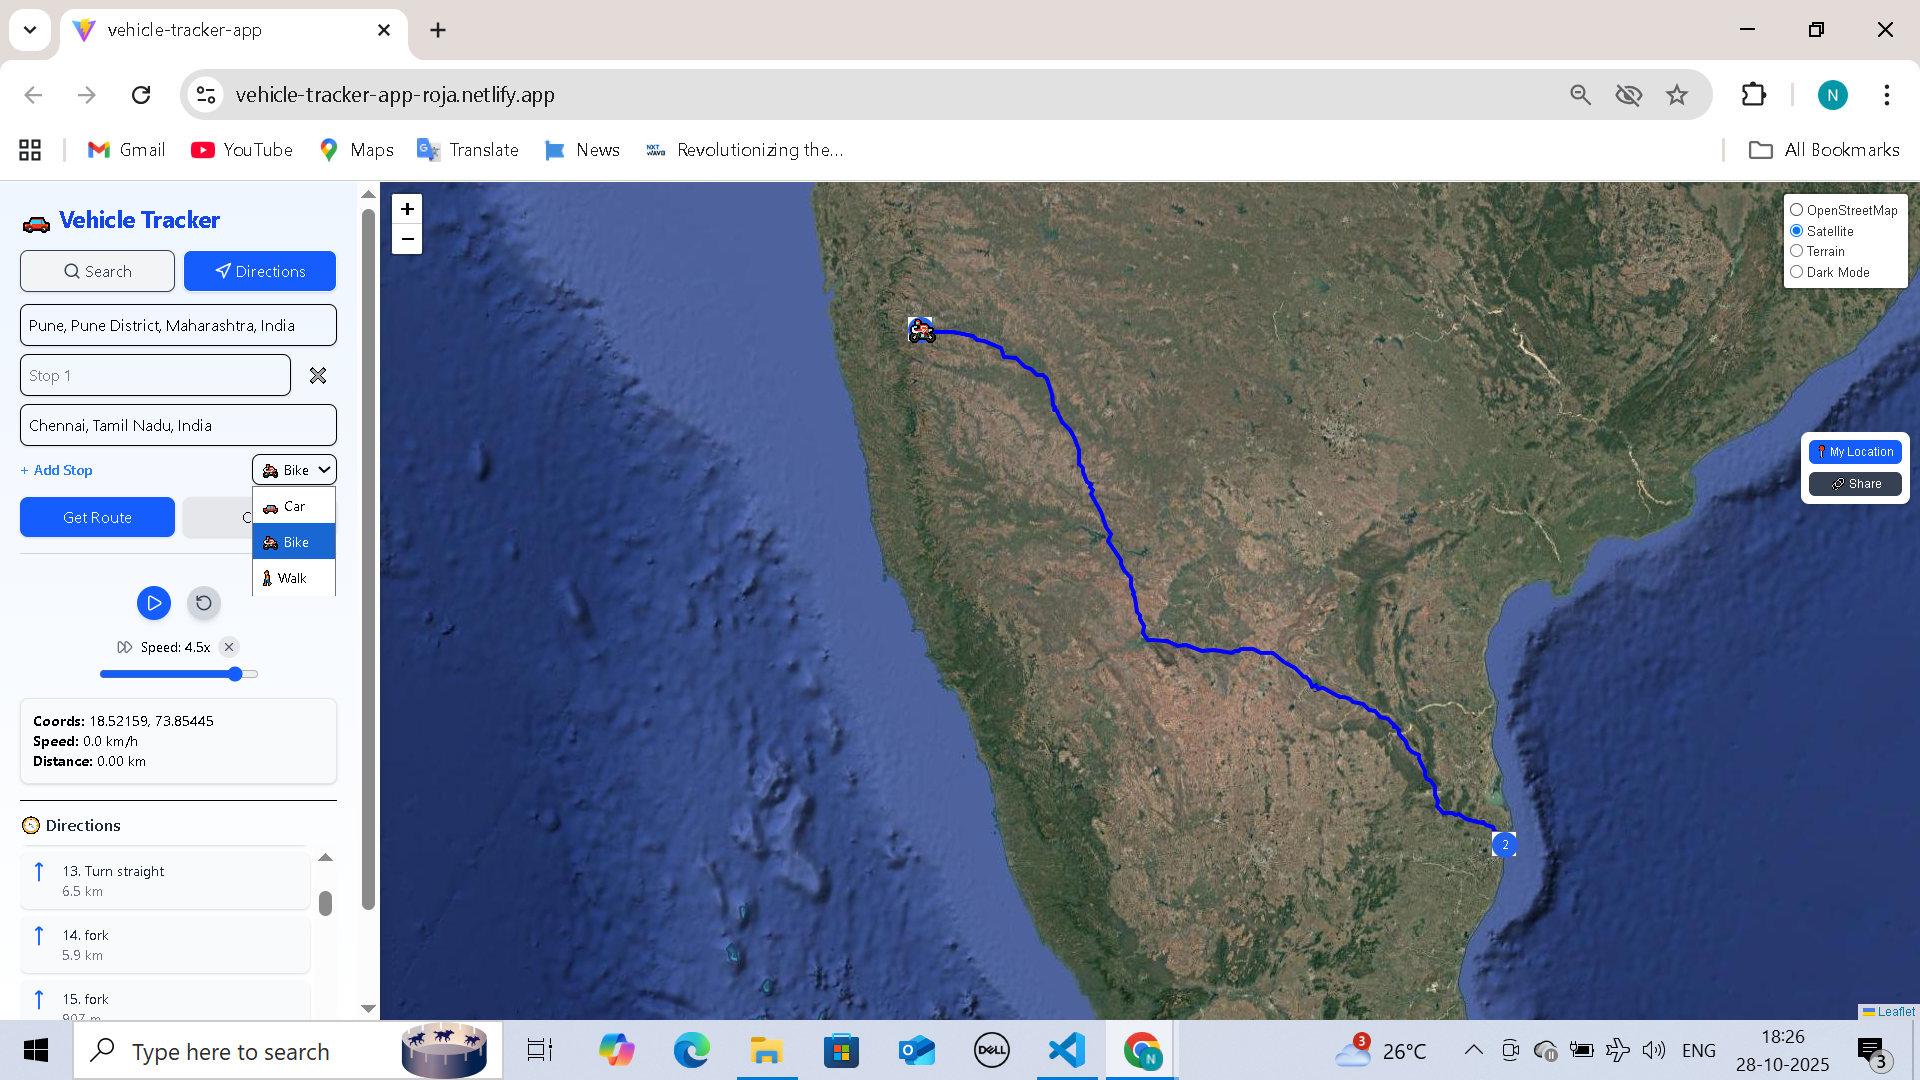 vehicle-tracker-app
vehicle-tracker-app-roja.netlify.app
N
Gmail
YouTube
Maps
Translate
News
Revolutionizing the...
All Bookmarks
Vehicle Tracker
Search
Directions
Pune, Pune District, Maharashtra, India
Stop 1
Chennai, Tamil Nadu, India
+ Add Stop
Bike
Car
Bike
Walk
Get Route
C
Speed: 4.5x
Coords: 18.52159, 73.85445
Speed: 0.0 km/h
Distance: 0.00 km
Directions
13. Turn straight
6.5 km
14. fork
5.9 km
15. fork
907 m
+
−
OpenStreetMap
Satellite
Terrain
Dark Mode
My Location
Share
2
Leaflet
Type here to search
DELL
N
3
26°C
ENG
18:26
28-10-2025
3